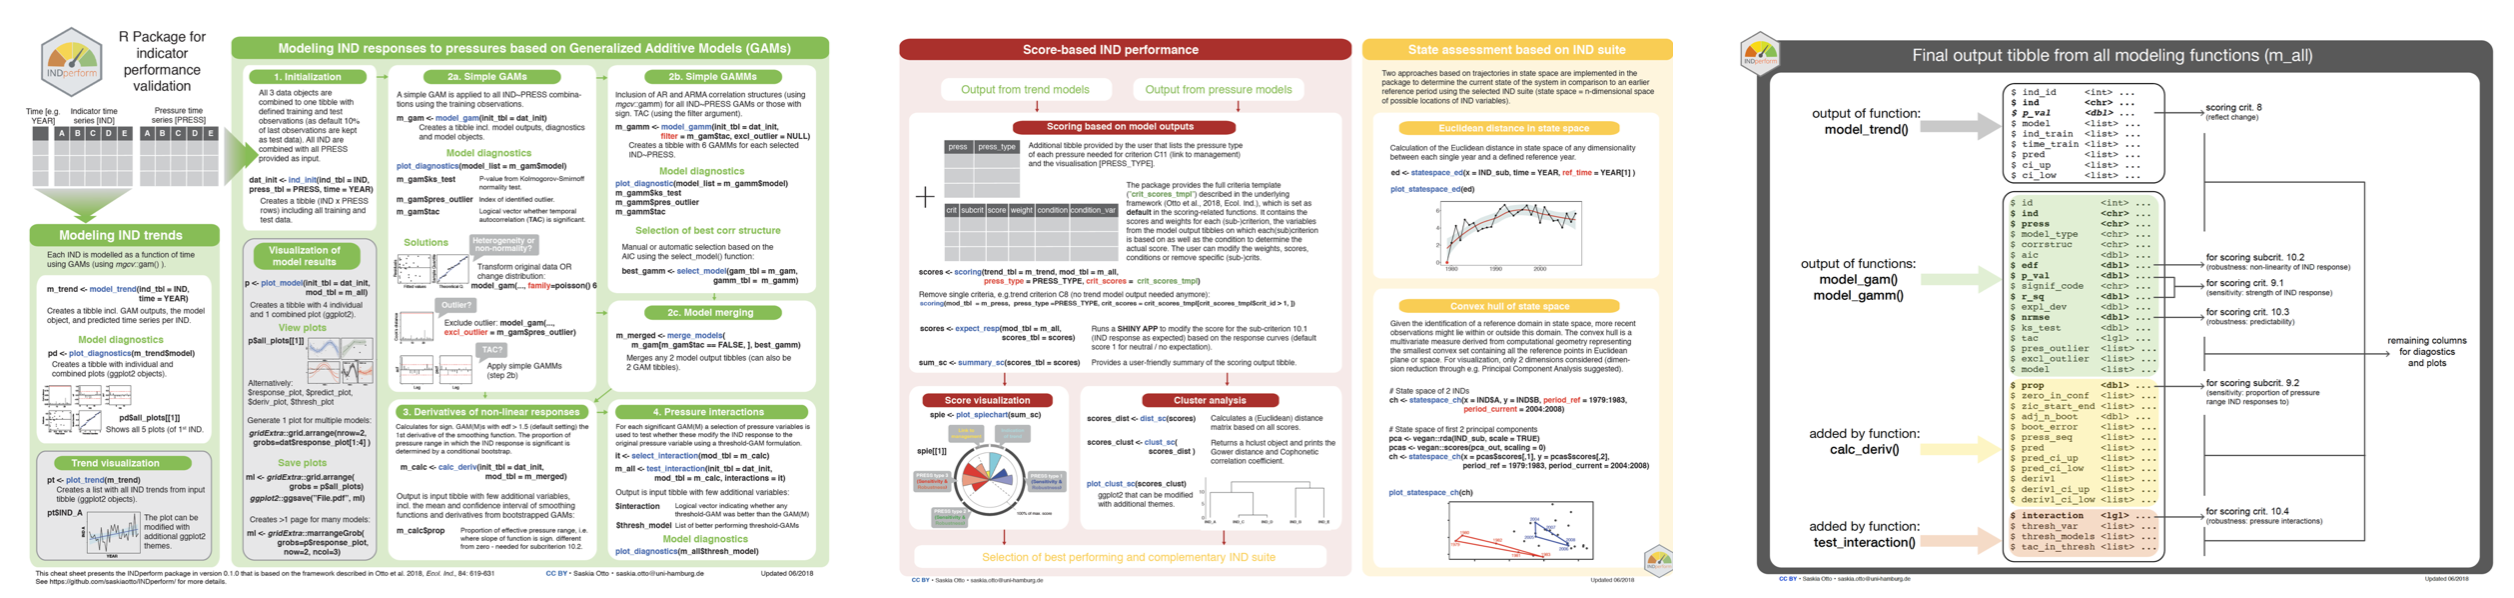 INDperform
R Package for
indicator
performance
validation
Time [e.g.
YEAR]
Indicator time
series [IND]
Pressure time
series [PRESS]
A B C D E
A B C D E
Modeling IND trends
Each IND is modelled as a function of time
using GAMs (using mgcv::gam() ).
m_trend <- model_trend(ind_tbl = IND,
time = YEAR)
Creates a tibble incl. GAM outputs, the model
object, and predicted time series per IND.
Model diagnostics
pd <- plot_diagnostics(m_trend$model)
Creates a tibble with individual and
combined plots (ggplot2 objects).
pd$all_plots[[1]]
Shows all 5 plots (of 1st IND.
Trend visualization
pt <- plot_trend(m_trend)
Creates a list with all IND trends from input
tibble (ggplot2 objects).
pt$IND_A
The plot can be
modified with
additional ggplot2
themes.
YEAR
Modeling IND responses to pressures based on Generalized Additive Models (GAMs)
1. Initialization
All 3 data objects are
combined to one tibble with
defined training and test
observations (as default 10%
of last observations are kept
as test data). All IND are
combined with all PRESS
provided as input.
dat_init <- ind_init(ind_tbl = IND,
press_tbl = PRESS, time = YEAR)
Creates a tibble (IND x PRESS
rows) including all training and
test data.
Visualization of
model results
p <- plot_model(init_tbl = dat_init,
mod_tbl = m_all)
Creates a tibble with 4 individual
and 1 combined plot (ggplot2).
View plots
p$all_plots[[1]]
Alternatively:
$response_plot, $predict_plot,
$deriv_plot, $thresh_plot
Generate 1 plot for multiple models:
gridExtra::grid.arrange(nrow=2,
grobs=dat$response_plot[1:4] )
Save plots
ml <- gridExtra::grid.arrange(
grobs = p$all_plots)
ggplot2::ggsave("File.pdf", ml)
Creates >1 page for many models:
ml <- gridExtra::marrangeGrob(
grobs=p$response_plot,
nrow=2, ncol=3)
2a. Simple GAMs
A simple GAM is applied to all IND~PRESS combina-
tions using the training observations.
m_gam <- model_gam(init_tbl = dat_init)
Creates a tibble incl. model outputs, diagnostics
and model objects.
Model diagnostics
plot_diagnostics(model_list = m_gam$model)
m_gam$ks_test
P-value from Kolmogorov-Smirnoff
normality test.
m_gam$pres_outlier
Index of identified outlier.
m_gam$tac
Logical vector whether temporal
autocorrelation (TAC) is significant.
Solutions
Heterogeneity or
non-normality?
Transform original data OR
change distribution:
model_gam(..., family=poisson() 6
Outlier?
Exclude outlier: model_gam(...,
excl_outlier = m_gam$pres_outlier)
TAC?
Apply simple GAMMs
(step 2b)
Lag
Lag
2b. Simple GAMMs
Inclusion of AR and ARMA correlation structures (using
mgcv::gamm) for all IND~PRESS GAMs or those with
sign. TAC (using the filter argument).
m_gamm <- model_gamm(init_tbl = dat_init,
filter = m_gam$tac, excl_outlier = NULL)
Creates a tibble with 6 GAMMs for each selected
IND~PRESS.
Model diagnostics
plot_diagnostic(model_list = m_gamm$model)
m_gamm$ks_test
m_gamm$pres_outlier
m_gamm$tac
Selection of best corr structure
Manual or automatic selection based on the
AIC using the select_model() function:
best_gamm <- select_model(gam_tbl = m_gam,
gamm_tbl = m_gamm)
2c. Model merging
m_merged <- merge_models(
m_gam[m_gam$tac == FALSE, ], best_gamm)
Merges any 2 model output tibbles (can also be
2 GAM tibbles).
3. Derivatives of non-linear responses
Calculates for sign. GAM(M)s with edf > 1.5 (default setting) the
1st derivative of the smoothing function. The proportion of
pressure range in which the IND response is significant is
determined by a conditional bootstrap.
m_calc <- calc_deriv(init_tbl = dat_init,
mod_tbl = m_merged)
Output is input tibble with few additional variables,
incl. the mean and confidence interval of smoothing
functions and derivatives from bootstrapped GAMs:
m_calc$prop
Proportion of effective pressure range, i.e.
where slope of function is sign. different
from zero - needed for subcriterion 10.2.
4. Pressure interactions
For each significant GAM(M) a selection of pressure variables is
used to test whether these modify the IND response to the
original pressure variable using a threshold-GAM formulation.
it <- select_interaction(mod_tbl = m_calc)
m_all <- test_interaction(init_tbl = dat_init,
mod_tbl = m_calc, interactions = it)
Output is input tibble with few additional variables:
$interaction
Logical vector indicating whether any
threshold-GAM was better than the GAM(M)
$thresh_model
List of better performing threshold-GAMs
Model diagnostics
plot_diagnostics(m_all$thresh_model)
This cheat sheet presents the INDperform package in version 0.1.0 that is based on the framework described in Otto et al. 2018, Ecol. Ind., 84: 619-631
See https://github.com/saskiaotto/INDperform/ for more details.
CC BY • Saskia Otto • saskia.otto@uni-hamburg.de
Updated 06/2018
Score-based IND performance
Output from trend models
Output from pressure models
Scoring based on model outputs
press press_type
Additional tibble provided by the user that lists the pressure type
of each pressure needed for criterion C11 (link to management)
and the visualisation [PRESS_TYPE].
+
crit subcrit score weight condition condition_var
The package provides the full criteria template
("crit_scores_tmpl") described in the underlying
framework (Otto et al., 2018, Ecol. Ind.), which is set as
default in the scoring-related functions. It contains the
scores and weights for each (sub-)criterion, the variables
from the model output tibbles on which each(sub)criterion
is based on as well as the condition to determine the
actual score. The user can modify the weights, scores,
conditions or remove specific (sub-)crits.
scores <- scoring(trend_tbl = m_trend, mod_tbl = m_all,
press_type = PRESS_TYPE, crit_scores = crit_scores_tmpl)
Remove single criteria, e.g.trend criterion C8 (no trend model output needed anymore):
scoring(mod_tbl = m_press, press_type =PRESS_TYPE, crit_scores = crit_scores_tmpl[crit_scores_tmpl$crit_id > 1, ])
scores <- expect_resp(mod_tbl = m_all,
scores_tbl = scores)
Runs a SHINY APP to modify the score for the sub-criterion 10.1
(IND response as expected) based on the response curves (default
score 1 for neutral / no expectation).
sum_sc <- summary_sc(scores_tbl = scores)
Provides a user-friendly summary of the scoring output tibble.
Score visualization
spie <- plot_spiechart(sum_sc)
spie[[1]]
100% of max. score
Cluster analysis
scores_dist <- dist_sc(scores)
Calculates a (Euclidean) distance
matrix based on all scores.
scores_clust <- clust_sc(
scores_dist )
Returns a hclust object and prints the
Gower distance and Cophonetic
correlation coefficient.
plot_clust_sc(scores_clust)
ggplot2 that can be modified
with additional themes.
Selection of best performing and complementary IND suite
CC BY • Saskia Otto • saskia.otto@uni-hamburg.de
State assessment based on IND suite
Two approaches based on trajectories in state space are implemented in the
package to determine the current state of the system in comparison to an earlier
reference period using the selected IND suite (state space = n-dimensional space
of possible locations of IND variables).
Euclidean distance in state space
Calculation of the Euclidean distance in state space of any dimensionality
between each single year and a defined reference year.
ed <- statespace_ed(x = IND_sub, time = YEAR, ref_time = YEAR[1] )
plot_statespace_ed(ed)
6
4
2
0
1980 1990 2000
Convex hull of state space
Given the identification of a reference domain in state space, more recent
observations might lie within or outside this domain. The convex hull is a
multivariate measure derived from computational geometry representing
the smallest convex set containing all the reference points in Euclidean
plane or space. For visualization, only 2 dimensions considered (dimen-
sion reduction through e.g. Principal Component Analysis suggested).
# State space of 2 INDs
ch <- statespace_ch(x = IND$A, y = IND$B, period_ref = 1979:1983,
period_current = 2004:2008)
# State space of first 2 principal components
pca <- vegan::rda(IND_sub, scale = TRUE)
pcas <- vegan::scores(pca_out, scaling = 0)
ch <- statespace_ch(x = pcas$scores[,1], y = pcas$scores[,2],
period_ref = 1979:1983, period_current = 2004:2008)
plot_statespace_ch(ch)
INDperform
Updated 06/2018
INDperform
Final output tibble from all modeling functions (m_all)
output of function:
model_trend()
$ ind_id <int> ...
$ ind <chr> ...
$ p_val <dbl> ...
$ model <list> ...
$ ind_train <list> ...
$ time_train <list> ...
$ pred <list> ...
$ ci_up <list> ...
$ ci_low <list> ...
scoring crit. 8
(reflect change)
output of functions:
model_gam()
model_gamm()
$ id <int> ...
$ ind <chr> ...
$ press <chr> ...
$ model_type <chr> ...
$ corrstruc <chr> ...
$ aic <dbl> ...
$ edf <dbl> ...
$ p_val <dbl> ...
$ signif_code <chr> ...
$ r_sq <dbl> ...
$ expl_dev <dbl> ...
$ nrmse <dbl> ...
$ ks_test <dbl> ...
$ tac <lgl> ...
$ pres_outlier <list> ...
$ excl_outlier <list> ...
$ model <list> ...
for scoring subcrit. 10.2
(robustness: non-linearity of IND response)
for scoring crit. 9.1
(sensitivity: strength of IND response)
for scoring crit. 10.3
(robustness: predictability)
remaining columns
for diagostics
and plots
added by function:
calc_deriv()
$ prop <dbl> ...
$ zero_in_conf <list> ...
$ zic_start_end <list> ...
$ adj_n_boot <dbl> ...
$ boot_error <list> ...
$ press_seq <list> ...
$ pred <list> ...
$ pred_ci_up <list> ...
$ pred_ci_low <list> ...
$ deriv1 <list> ...
$ deriv1_ci_up <list> ...
$ deriv1_ci_low <list> ...
for scoring subcrit. 9.2
(sensitivity: proportion of pressure
range IND responses to)
added by function:
test_interaction()
$ interaction <lgl> ...
$ thresh_var <list> ...
$ thresh_models <list> ...
$ tac_in_thresh <list> ...
for scoring crit. 10.4
(robustness: pressure interactions)
CC BY • Saskia Otto • saskia.otto@uni-hamburg.de
Updated 06/2018